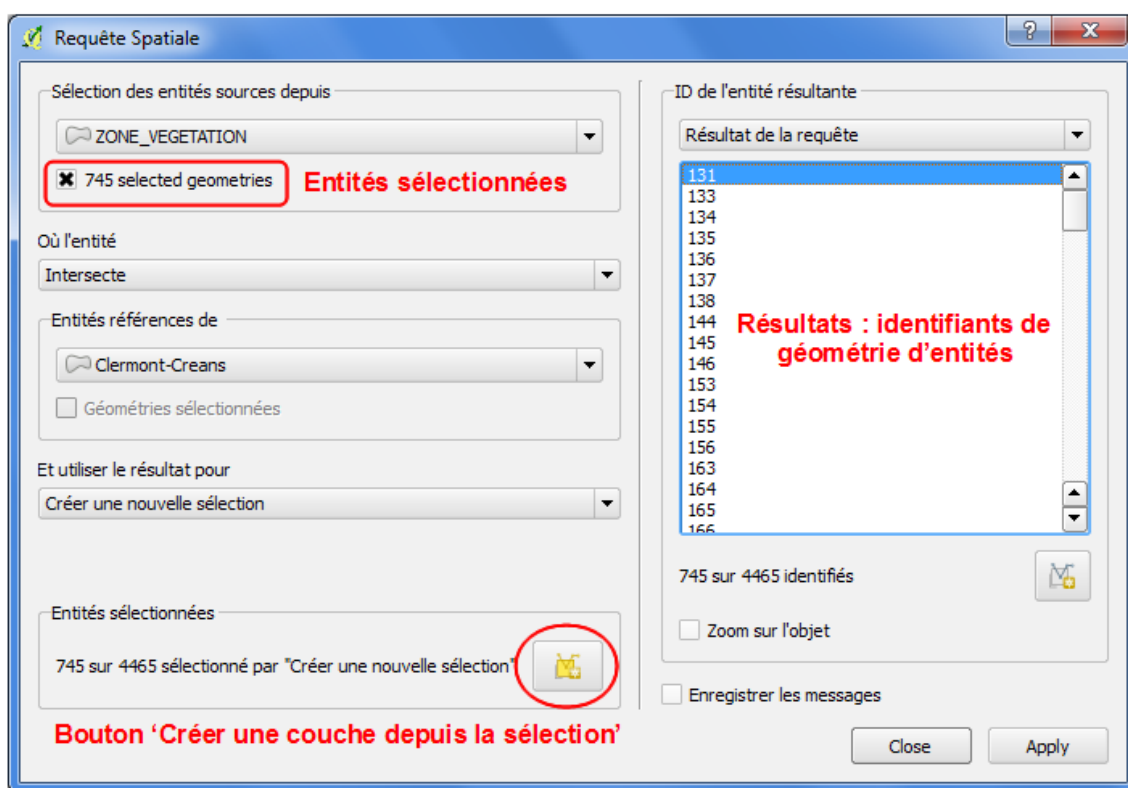 Requête Spatiale
Sélection des entités sources depuis
ZONE_VEGETATION
745 selected geometries
Entités sélectionnées
Où l'entité
Intersecte
Entités références de
Clermont-Creans
Géométries sélectionnées
Et utiliser le résultat pour
Créer une nouvelle sélection
Entités sélectionnées
745 sur 4465 sélectionné par "Créer une nouvelle sélection"
Bouton ‘Créer une couche depuis la sélection’
ID de l'entité résultante
Résultat de la requête
131
133
134
135
136
137
138
144
145
146
153
154
155
156
163
164
165
166
Résultats : identifiants de
géométrie d’entités
745 sur 4465 identifiés
Zoom sur l'objet
Enregistrer les messages
Close
Apply